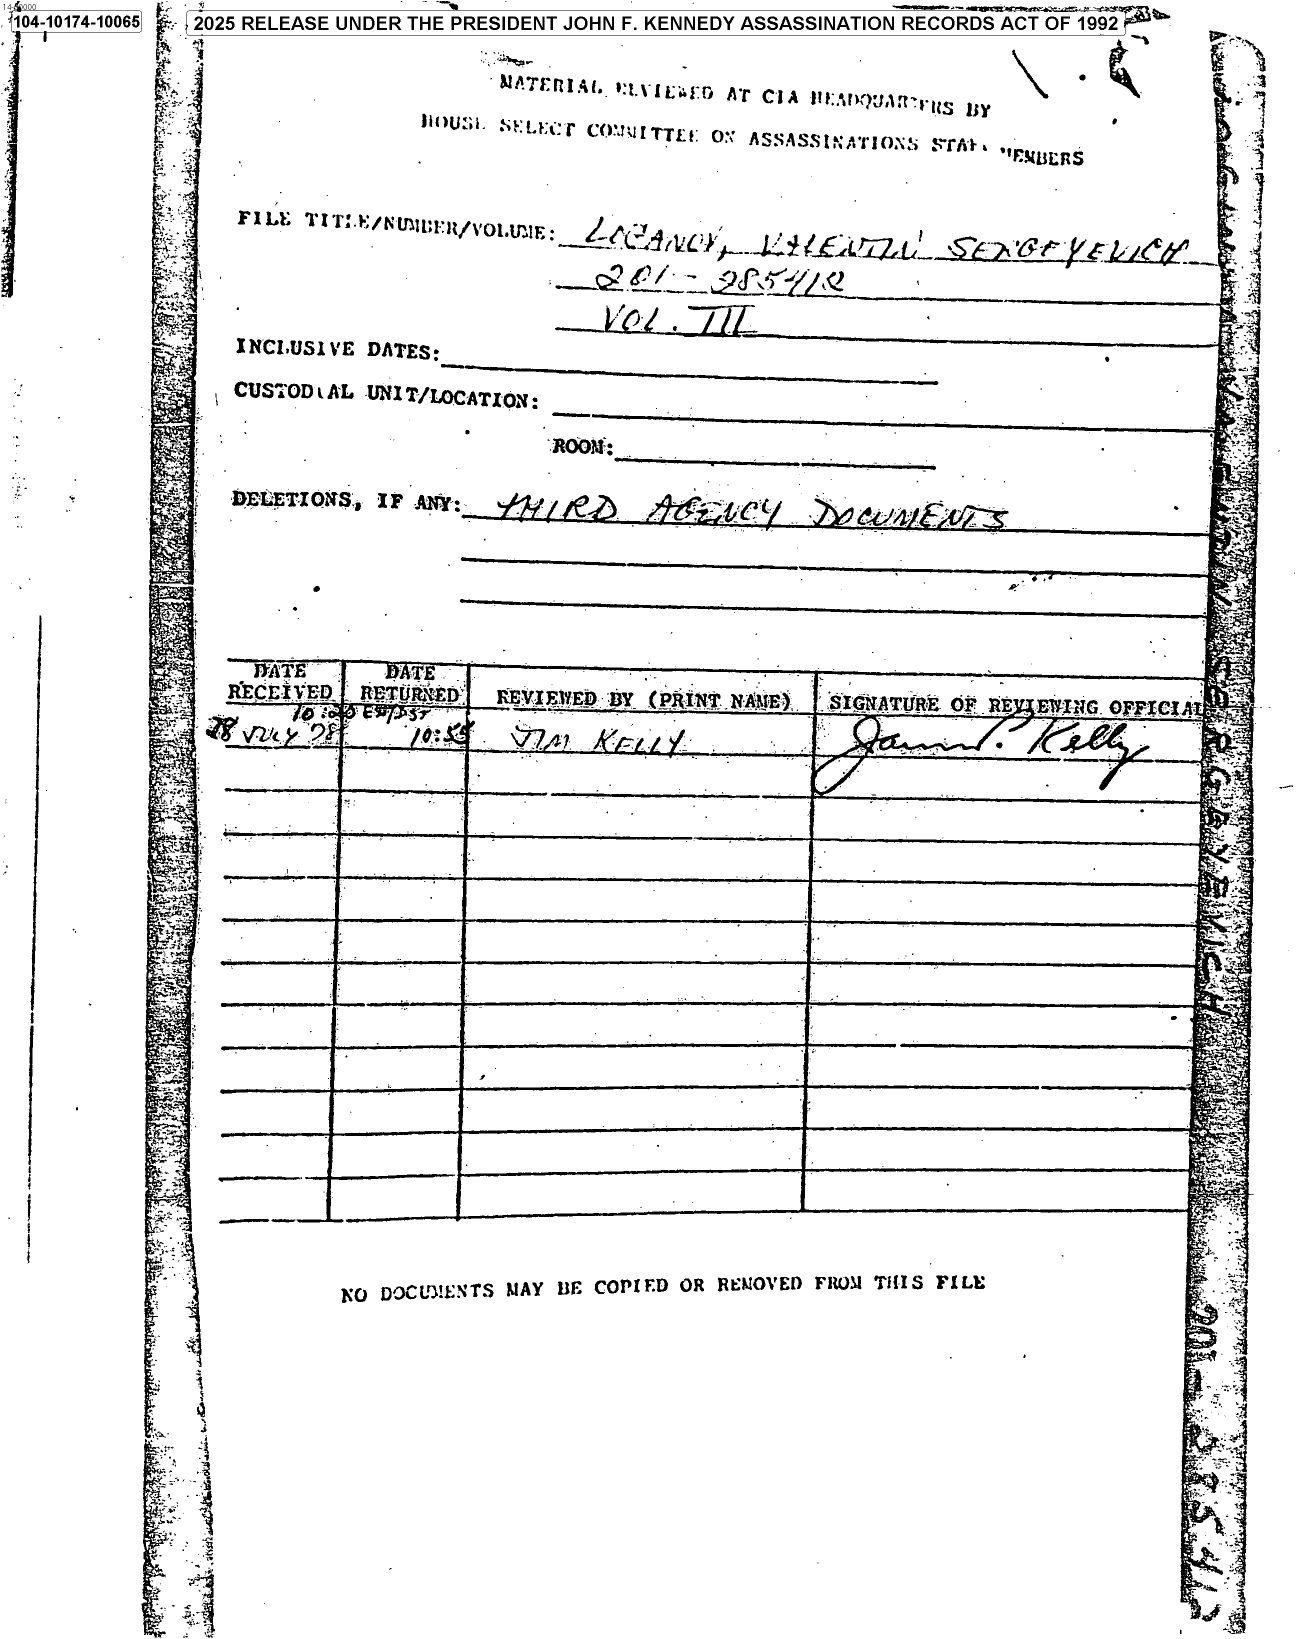 14-00000
104-10174-10065
2025 RELEASE UNDER THE PRESIDENT JOHN F. KENNEDY ASSASSINATION RECORDS ACT OF 1992
MATERIAL REVIEWED AT CIA HEADQUARTERS BY
HOUSE SELECT COMMITTEE ON ASSASSINATIONS STAFF MEMBERS
FILE TITLE/NUMBER/VOLUME: VALENTIN SERGEYEVICH
201-285412
VOL. III
INCLUSIVE DATES:
CUSTODIAL UNIT/LOCATION:
ROOM:
DELETIONS, IF ANY: THIRD AGENCY DOCUMENTS
DATE RECEIVED
DATE RETURNED
REVIEWED BY (PRINT NAME)
SIGNATURE OF REVIEWING OFFICIAL
10:20
28 JULY 78
10:55
JIM KELLY
James P. Kelly
NO DOCUMENTS MAY BE COPIED OR REMOVED FROM THIS FILE
VALENTIN SERGEYEVICH
201-285412